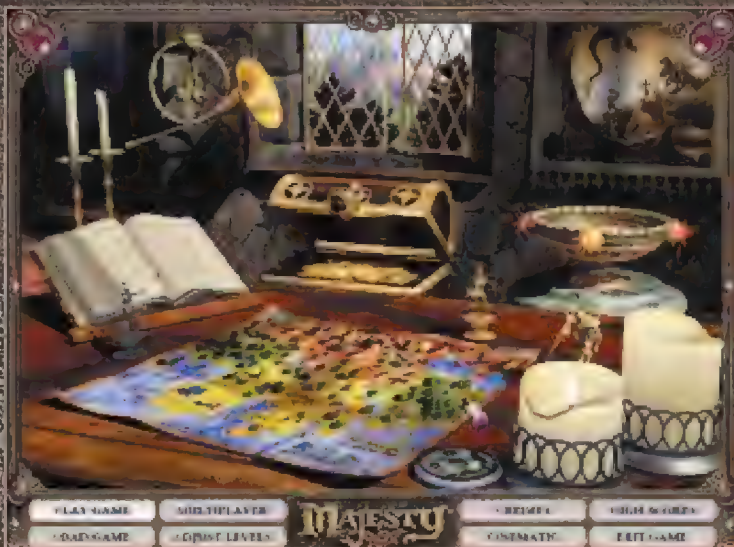 PLAY GAME MULTIPLAYER MAJESTY CREDITS HIGH SCORES
LOAD GAME ADJUST LEVELS CINEMATIC EXIT GAME